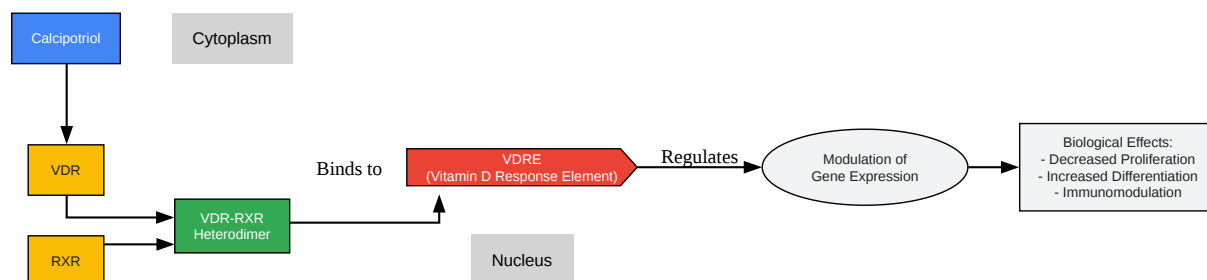 Calcipotriol
Cytoplasm
VDR
RXR
VDR-RXR
Heterodimer
Binds to
VDRE
(Vitamin D Response Element)
Nucleus
Regulates
Modulation of
Gene Expression
Biological Effects:
- Decreased Proliferation
- Increased Differentiation
- Immunomodulation